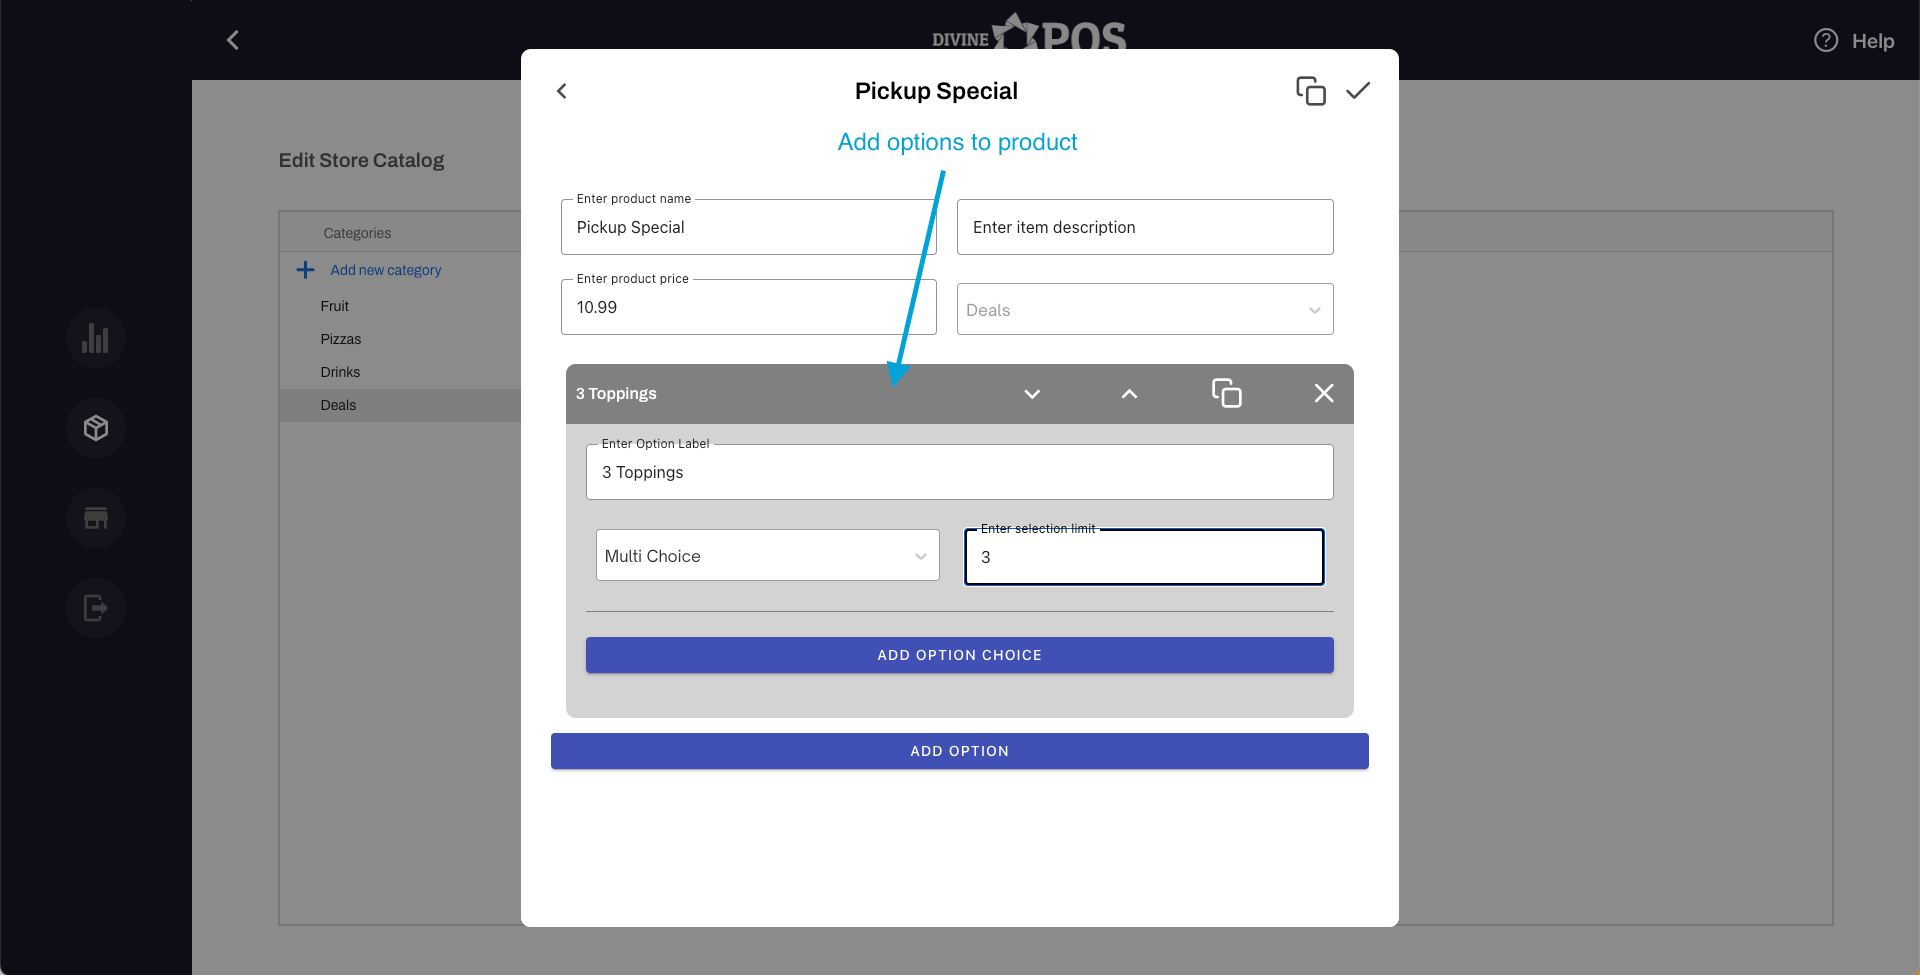 DIVINE POS
Help
Pickup Special
Add options to product
Edit Store Catalog
Enter product name
Pickup Special
Enter item description
Categories
Add new category
Enter product price
10.99
Deals
Fruit
Pizzas
Drinks
Deals
3 Toppings
Enter Option Label
3 Toppings
Multi Choice
Enter selection limit
3
ADD OPTION CHOICE
ADD OPTION